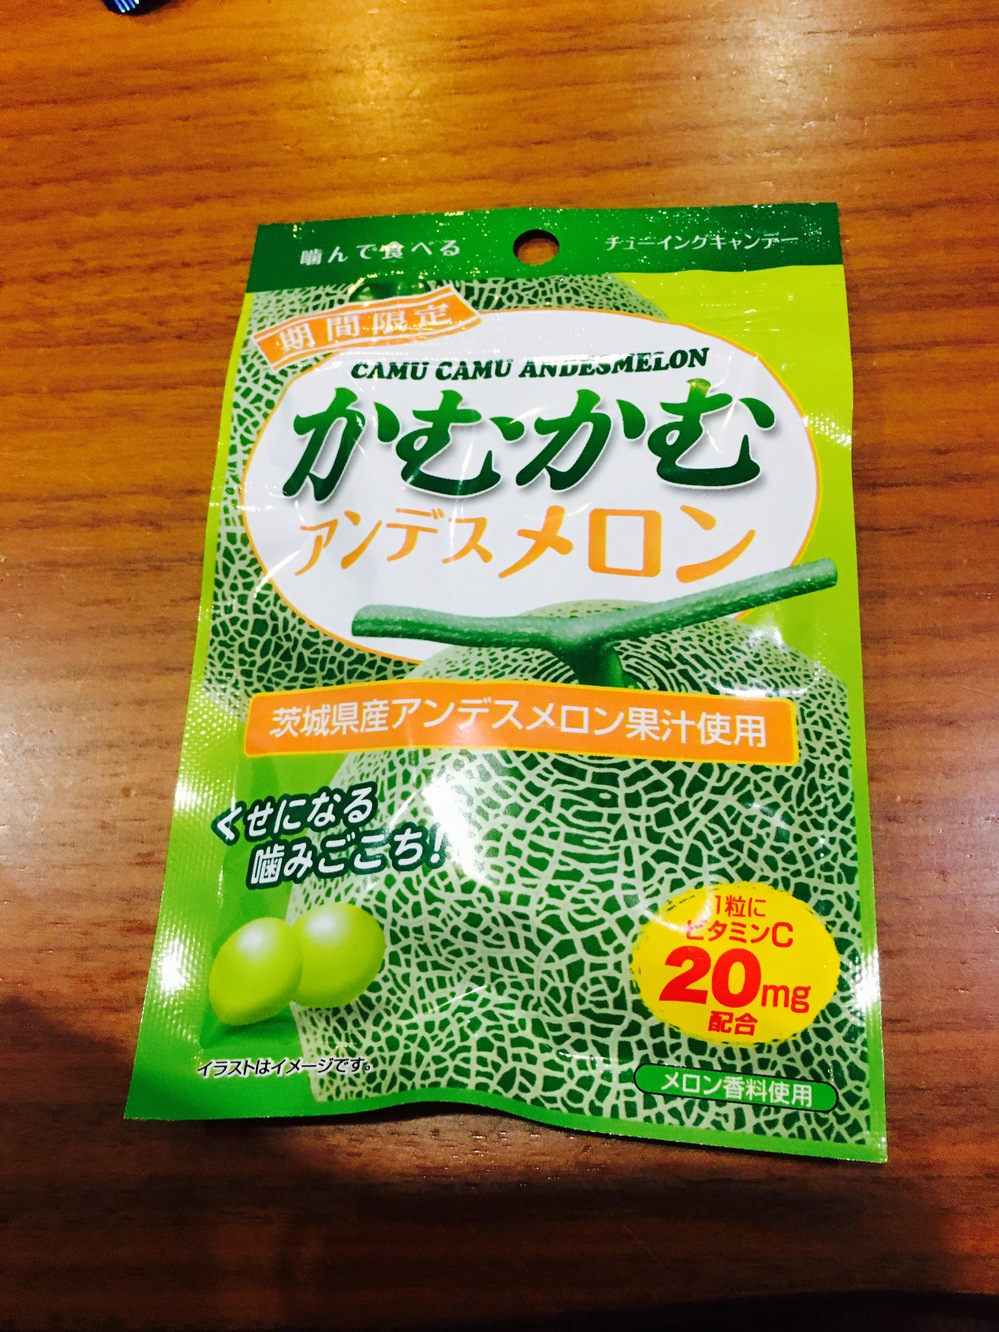 噛んで食べる
チューイングキャンデー
期間限定
CAMU CAMU ANDESMELON
かむかむ
アンデスメロン
茨城県産アンデスメロン果汁使用
くせになる
噛みごこち!
1粒に
ビタミンC
20mg
配合
イラストはイメージです。
メロン香料使用